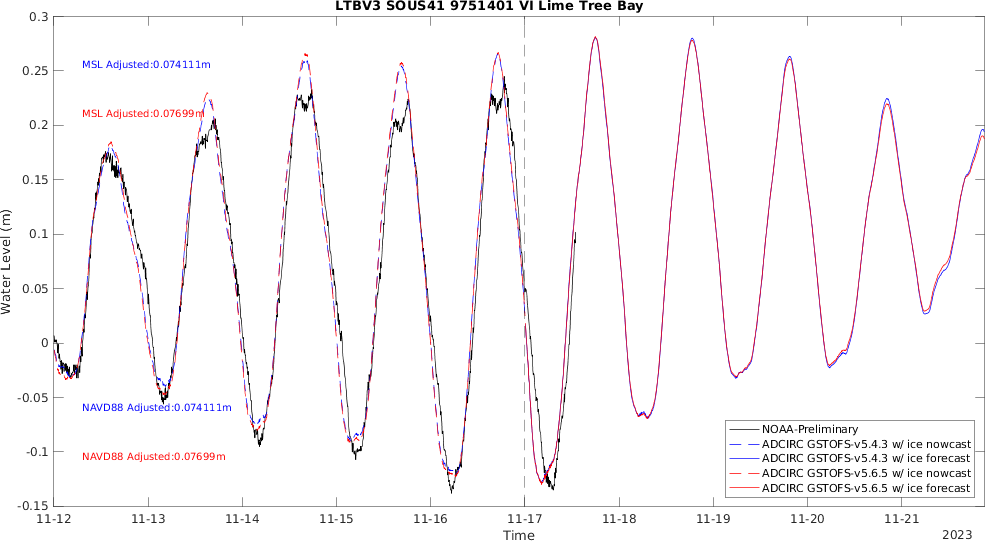 LTBV3 SOUS41 9751401 VI Lime Tree Bay
Water Level (m)
0.3
0.25
0.2
0.15
0.1
0.05
0
-0.05
-0.1
-0.15
MSL Adjusted:0.074111m
MSL Adjusted:0.07699m
NAVD88 Adjusted:0.074111m
NAVD88 Adjusted:0.07699m
NOAA-Preliminary
ADCIRC GSTOFS-v5.4.3 w/ ice nowcast
ADCIRC GSTOFS-v5.4.3 w/ ice forecast
ADCIRC GSTOFS-v5.6.5 w/ ice nowcast
ADCIRC GSTOFS-v5.6.5 w/ ice forecast
11-12 11-13 11-14 11-15 11-16 11-17 11-18 11-19 11-20 11-21
Time
2023